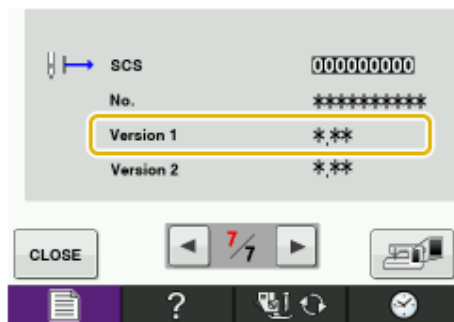 SCS 000000000
No. **********
Version 1 *.**
Version 2 *.**
CLOSE 7/7
?